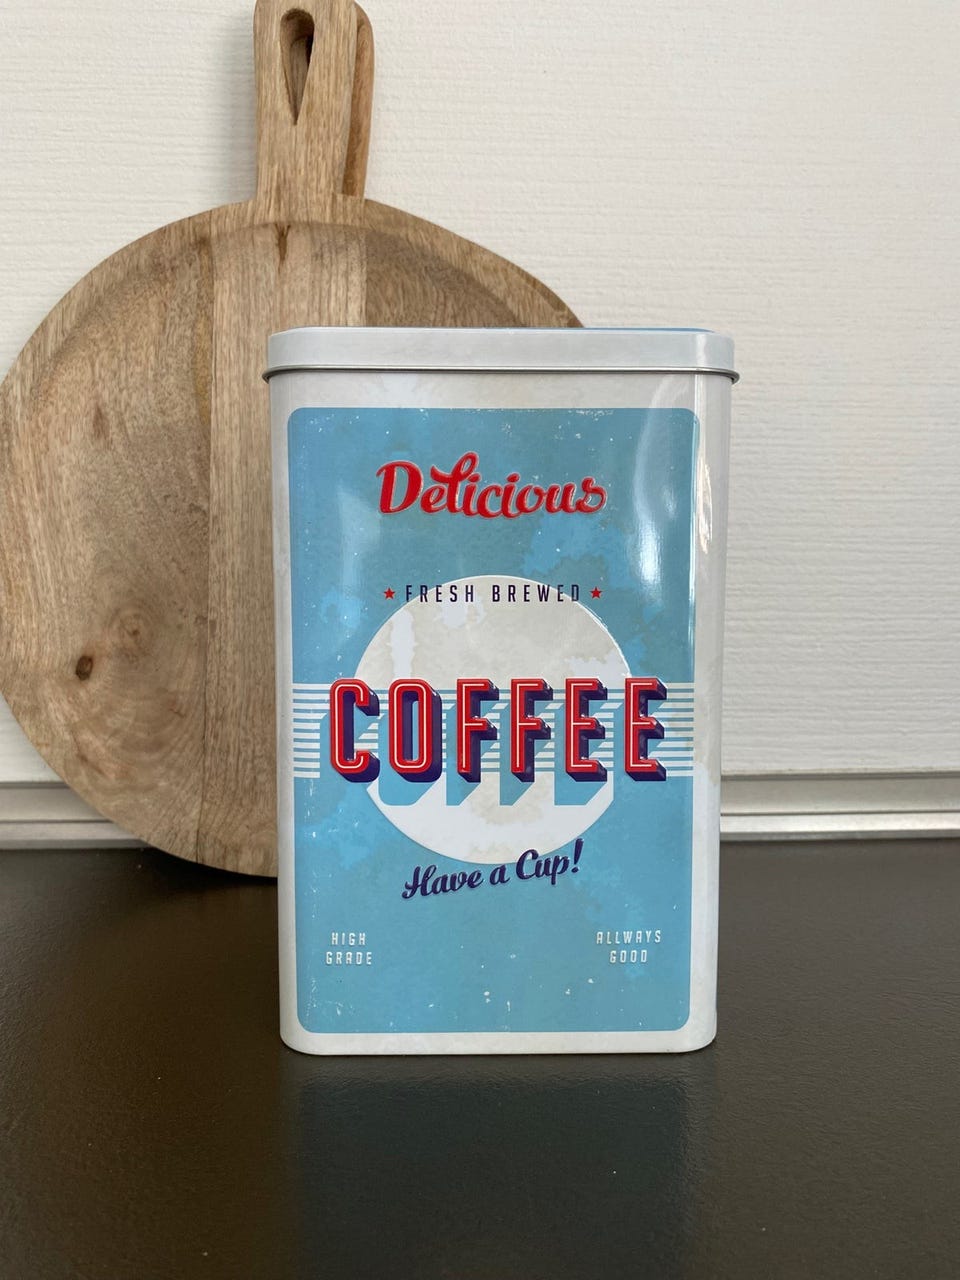 Delicious
★ FRESH BREWED ★
COFFEE
Have a Cup!
HIGH
GRADE
ALLWAYS
GOOD